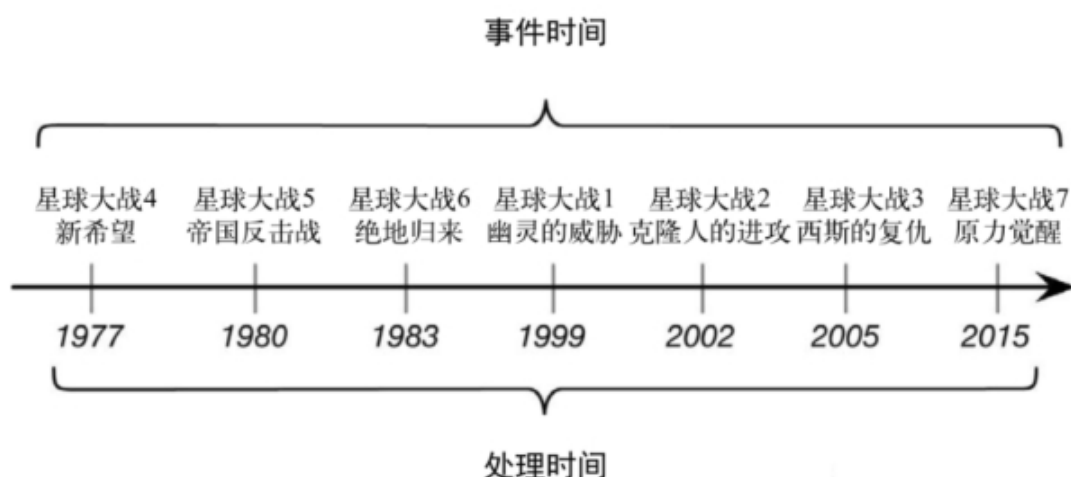 事件时间
星球大战4 星球大战5 星球大战6 星球大战1 星球大战2 星球大战3 星球大战7
新希望 帝国反击战 绝地归来 幽灵的威胁 克隆人的进攻 西斯的复仇 原力觉醒
1977 1980 1983 1999 2002 2005 2015
处理时间